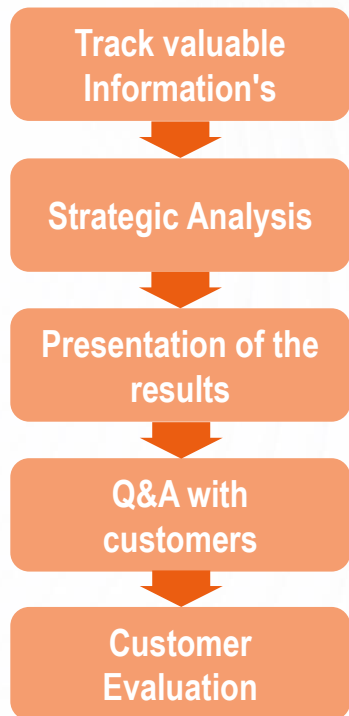 Track valuable
Information's
Strategic Analysis
Presentation of the
results
Q&A with
customers
Customer
Evaluation